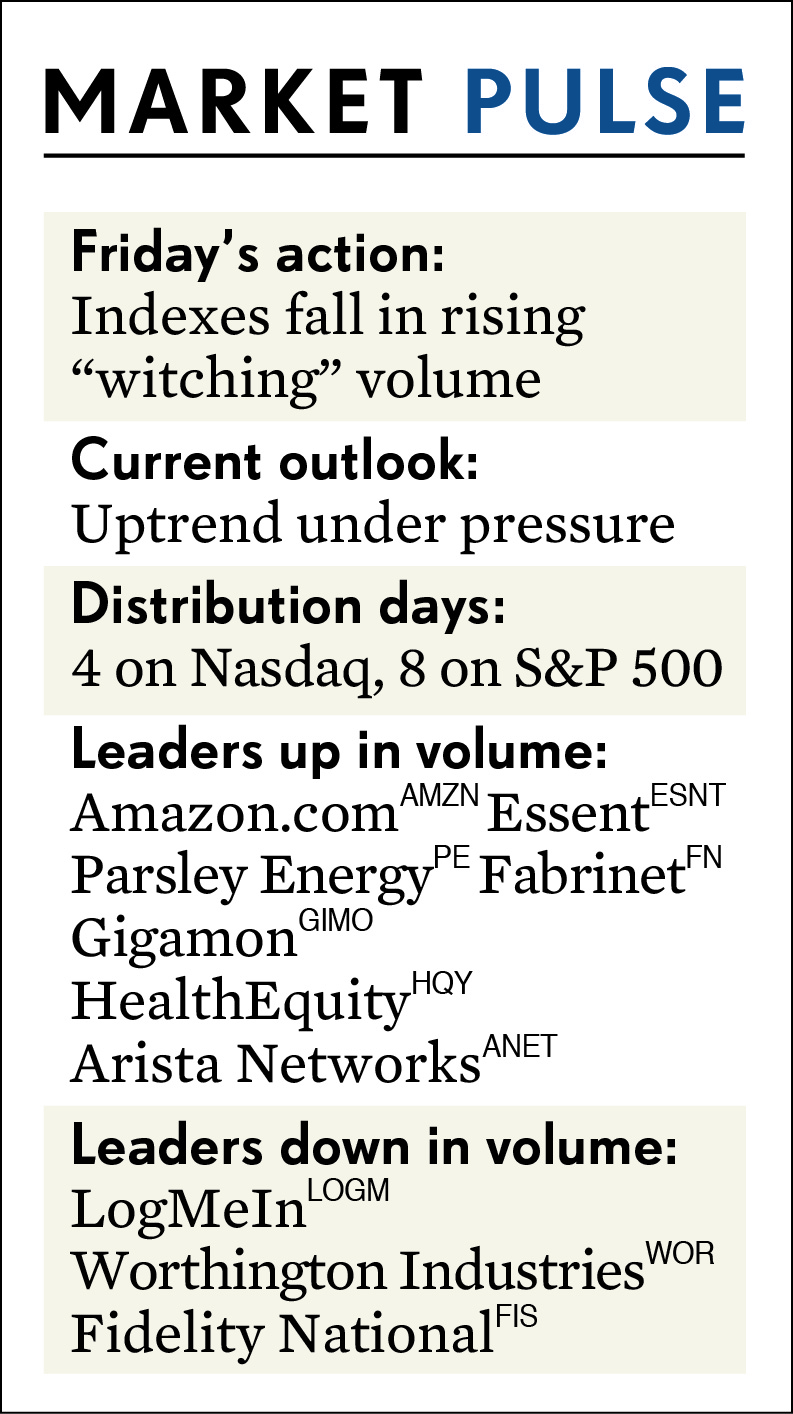 MARKET PULSE
Friday’s action:
Indexes fall in rising
“witching” volume
Current outlook:
Uptrend under pressure
Distribution days:
4 on Nasdaq, 8 on S&P 500
Leaders up in volume:
Amazon.com AMZN Essent ESNT
Parsley Energy PE Fabrinet FN
Gigamon GIMO
HealthEquity HQY
Arista Networks ANET
Leaders down in volume:
LogMeIn LOGM
Worthington Industries WOR
Fidelity National FIS